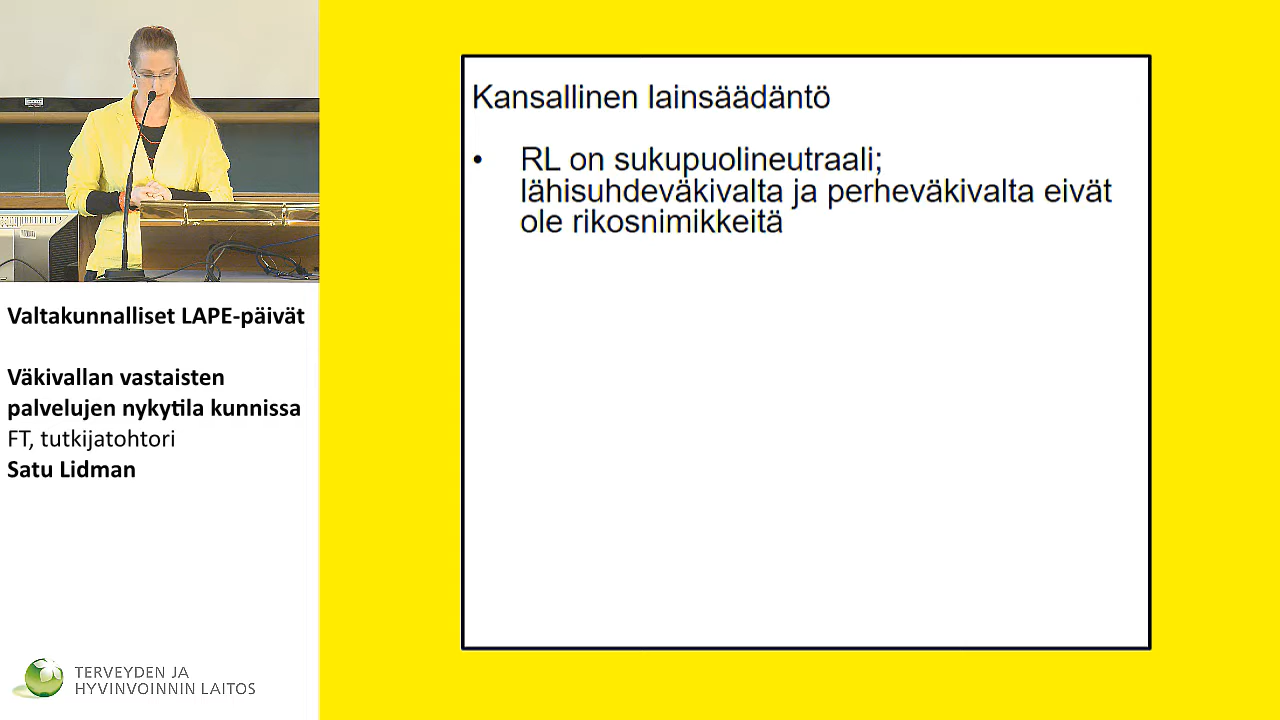 Kansallinen lainsäädäntö
• RL on sukupuolineutraali;
lähisuhdeväkivalta ja perheväkivalta eivät
ole rikosnimikkeitä
Valtakunnalliset LAPE-päivät
Väkivallan vastaisten
palvelujen nykytila kunnissa
FT, tutkijatohtori
Satu Lidman
TERVEYDEN JA
HYVINVOINNIN LAITOS